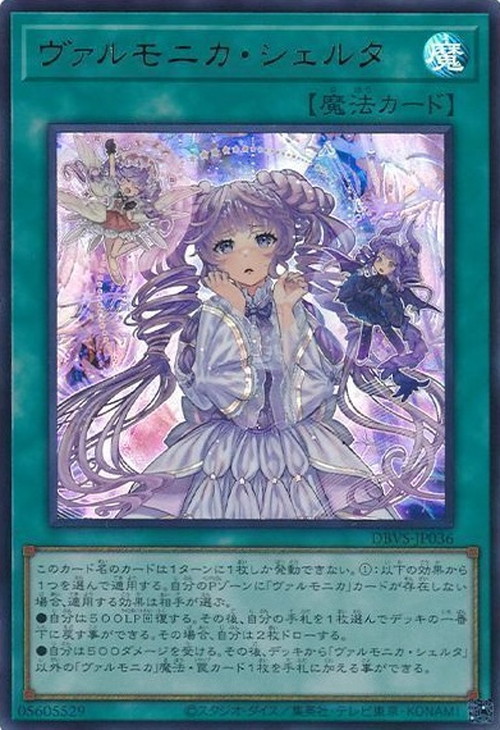 ヴァルモニカ・シェルタ
魔
【魔法カード】
DBVS-JP036
このカード名のカードは1ターンに1枚しか発動できない。①:以下の効果から
1つを選んで適用する。自分のPゾーンに「ヴァルモニカ」カードが存在しない
場合、適用する効果は相手が選ぶ。
●自分は500LP回復する。その後、自分の手札を1枚選んでデッキの一番
下に戻す事ができる。その場合、自分は2枚ドローする。
●自分は500ダメージを受ける。その後、デッキから「ヴァルモニカ・シェルタ」
以外の「ヴァルモニカ」魔法・罠カード1枚を手札に加える事ができる。
05605529
©スタジオ・ダイス/集英社・テレビ東京・KONAMI